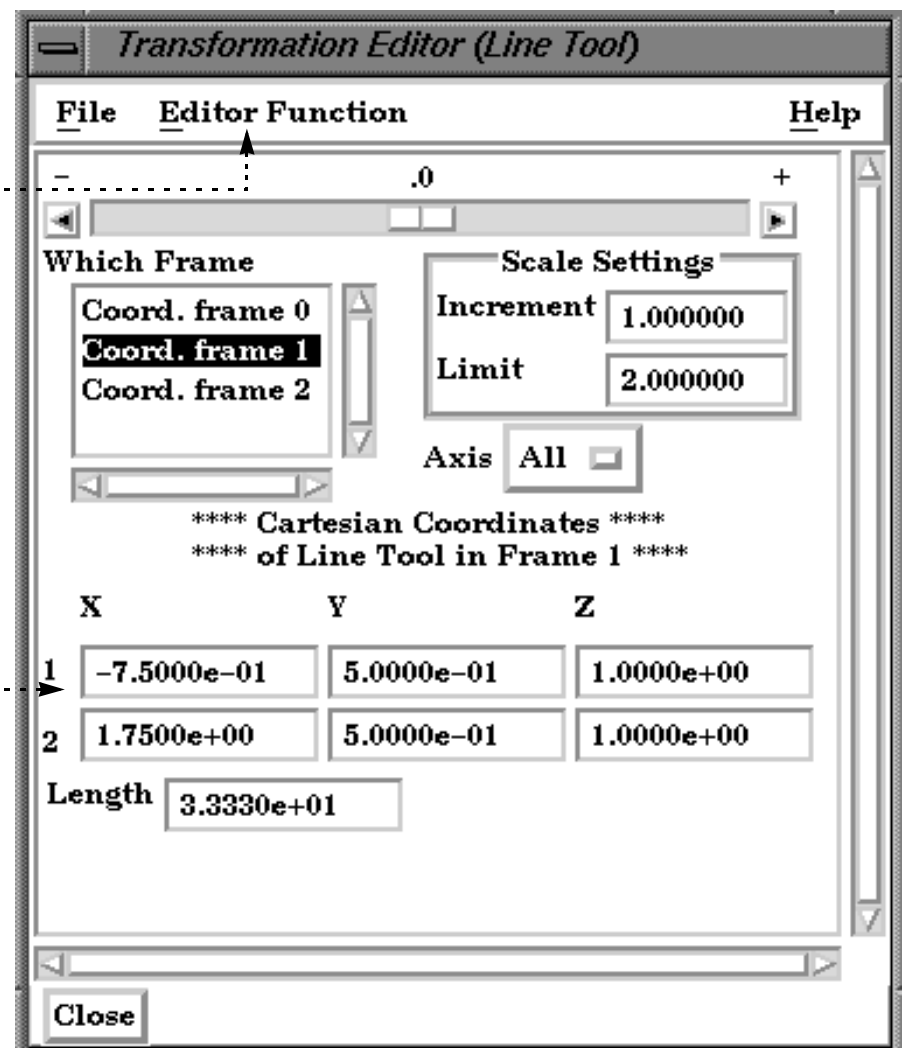 Transformation Editor (Line Tool)
File Editor Function Help
- .0 +
Which Frame
Scale Settings
Coord. frame 0
Coord. frame 1
Coord. frame 2
Increment 1.000000
Limit 2.000000
Axis All
**** Cartesian Coordinates ****
**** of Line Tool in Frame 1 ****
X Y Z
1 -7.5000e-01 5.0000e-01 1.0000e+00
2 1.7500e+00 5.0000e-01 1.0000e+00
Length 3.3330e+01
Close